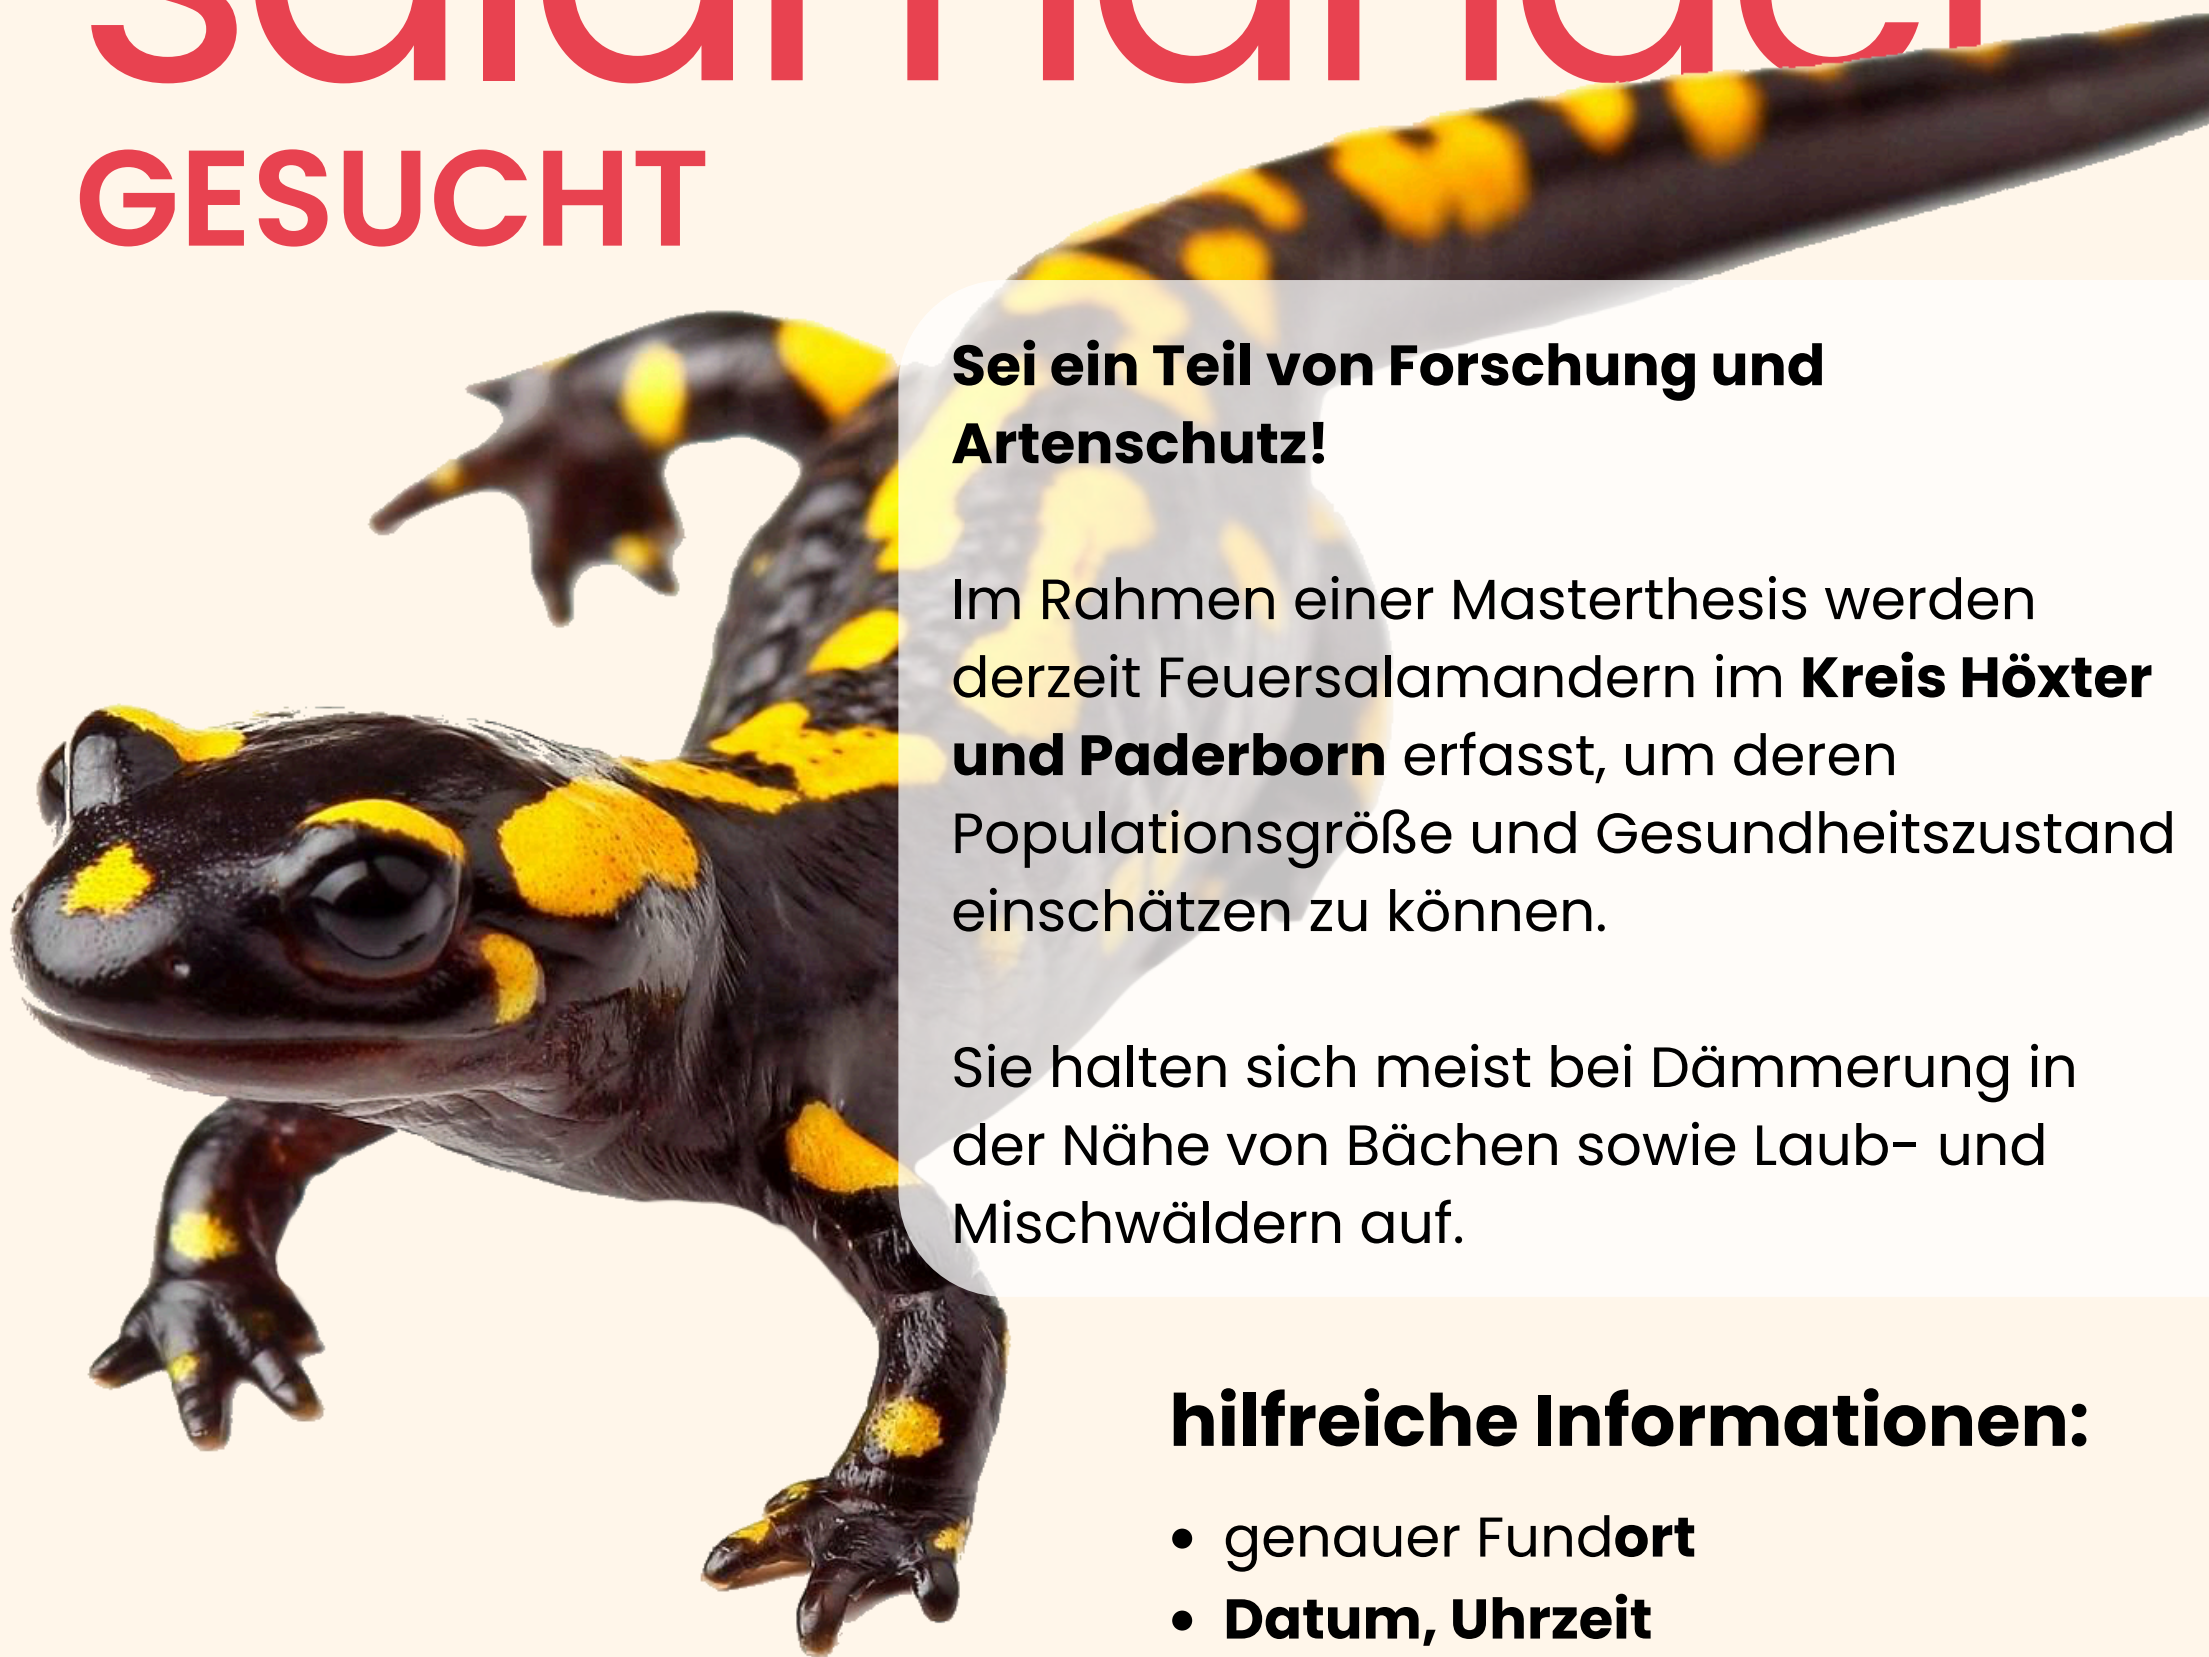 salamander
GESUCHT
Sei ein Teil von Forschung und
Artenschutz!
Im Rahmen einer Masterthesis werden
derzeit Feuersalamandern im Kreis Höxter
und Paderborn erfasst, um deren
Populationsgröße und Gesundheitszustand
einschätzen zu können.
Sie halten sich meist bei Dämmerung in
der Nähe von Bächen sowie Laub- und
Mischwäldern auf.
hilfreiche Informationen:
• genauer Fundort
• Datum, Uhrzeit